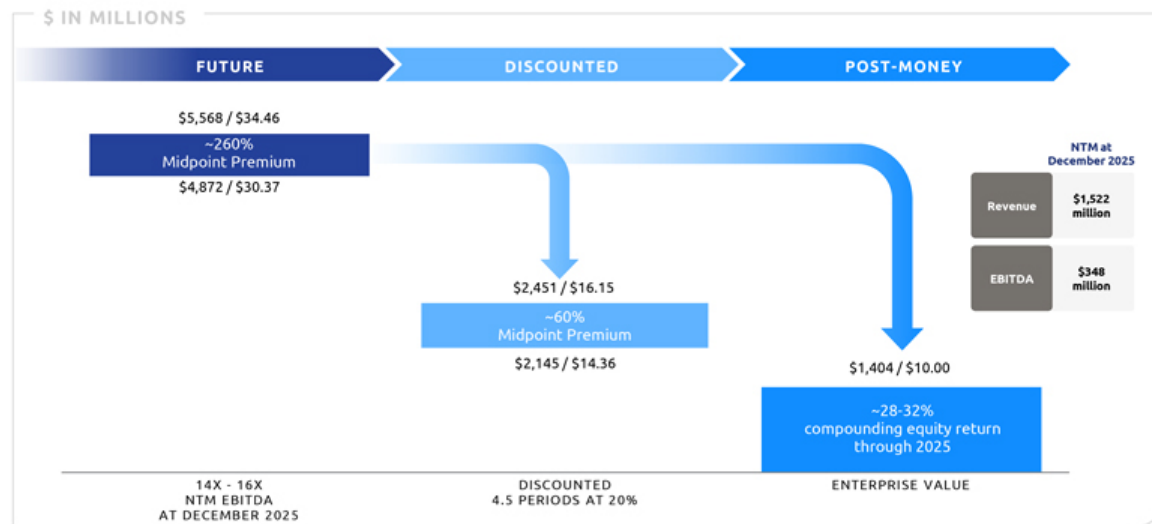 $ IN MILLIONS
FUTURE
DISCOUNTED
POST-MONEY
$5,568 / $34.46
~260%
Midpoint Premium
$4,872 / $30.37
$2,451 / $16.15
~60%
Midpoint Premium
$2,145 / $14.36
$1,404 / $10.00
~28-32%
compounding equity return
through 2025
NTM at
December 2025
Revenue
$1,522
million
EBITDA
$348
million
14X - 16X
NTM EBITDA
AT DECEMBER 2025
DISCOUNTED
4.5 PERIODS AT 20%
ENTERPRISE VALUE